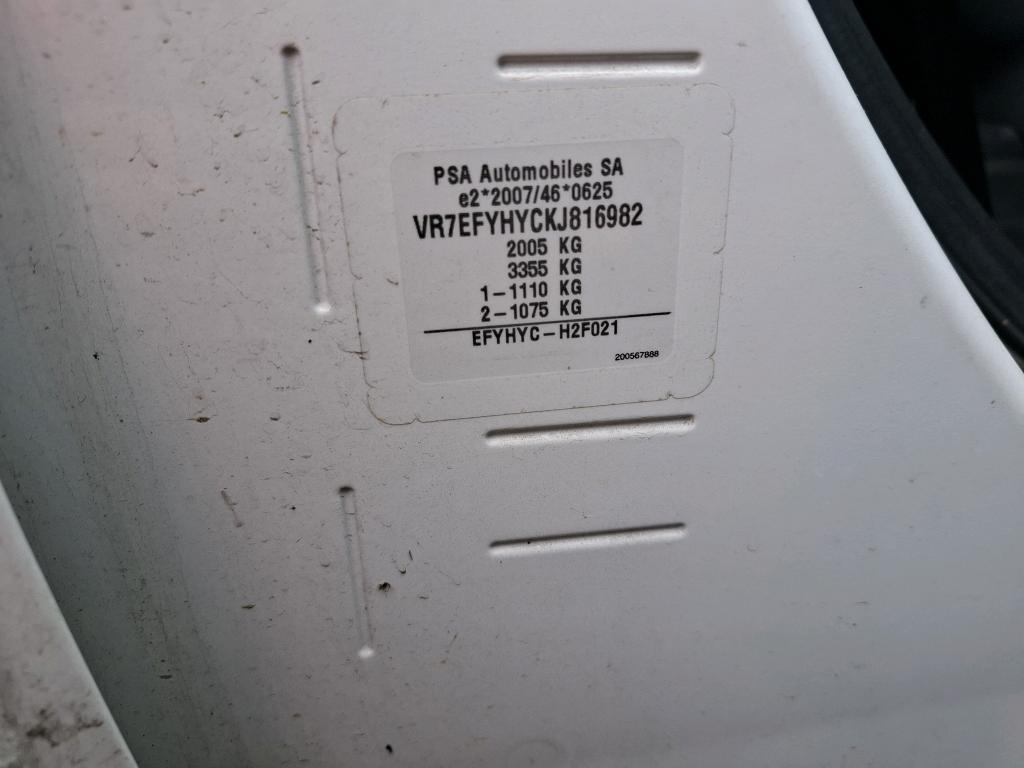 PSA Automobiles SA
e2*2007/46*0625
VR7EFYHYCKJ816982
2005 KG
3355 KG
1-1110 KG
2-1075 KG
EFYHYC-H2F021
200567888